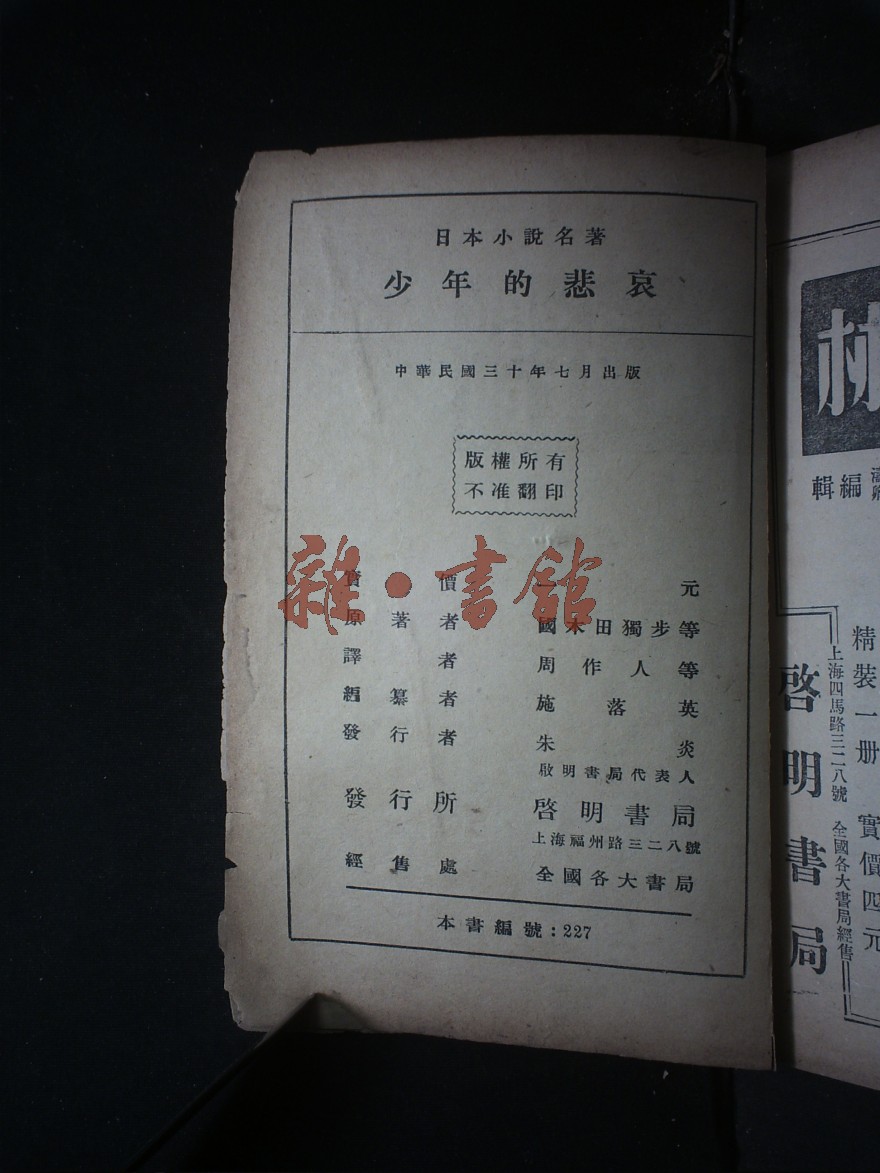 日本小說名著
少年的悲哀
中華民國三十年七月出版
版權所有
不准翻印
實價 元
原著者 國木田獨步等
譯者 周作人等
編纂者 施落英
發行者 朱炎
啟明書局代表人
發行所 啓明書局
上海福州路三二八號
經售處 全國各大書局
本書編號：227
雜·書館
林
編輯
精裝一册 實價四元
上海四馬路三二八號 全國各大書局經售
啓明書局